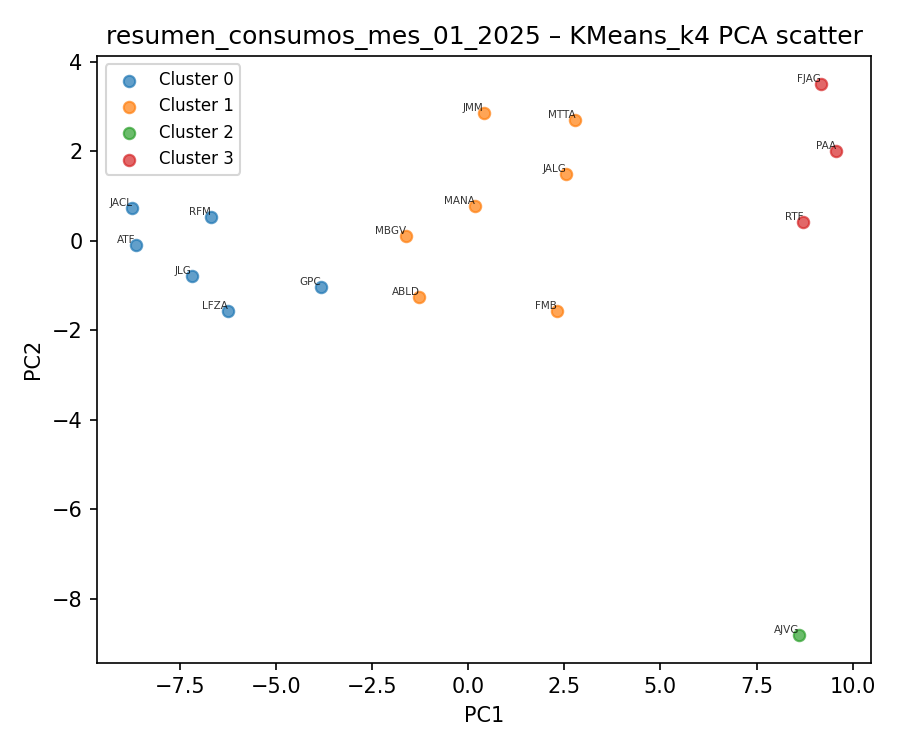 resumen_consumos_mes_01_2025 – KMeans_k4 PCA scatter
Cluster 0
Cluster 1
Cluster 2
Cluster 3
FJAG
JMM
MTTA
PAA
JALG
JACL
RFM
MANA
RTF
MBGV
ATF
JLG
GPC
ABLD
LFZA
FMB
AJVG
4
2
0
−2
−4
−6
−8
PC2
−7.5
−5.0
−2.5
0.0
2.5
5.0
7.5
10.0
PC1